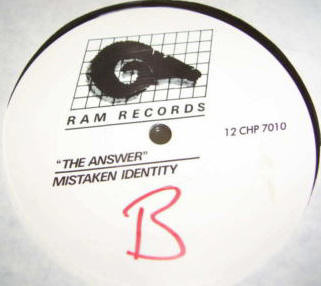 RAM RECORDS
12 CHP 7010
"THE ANSWER"
MISTAKEN IDENTITY
B